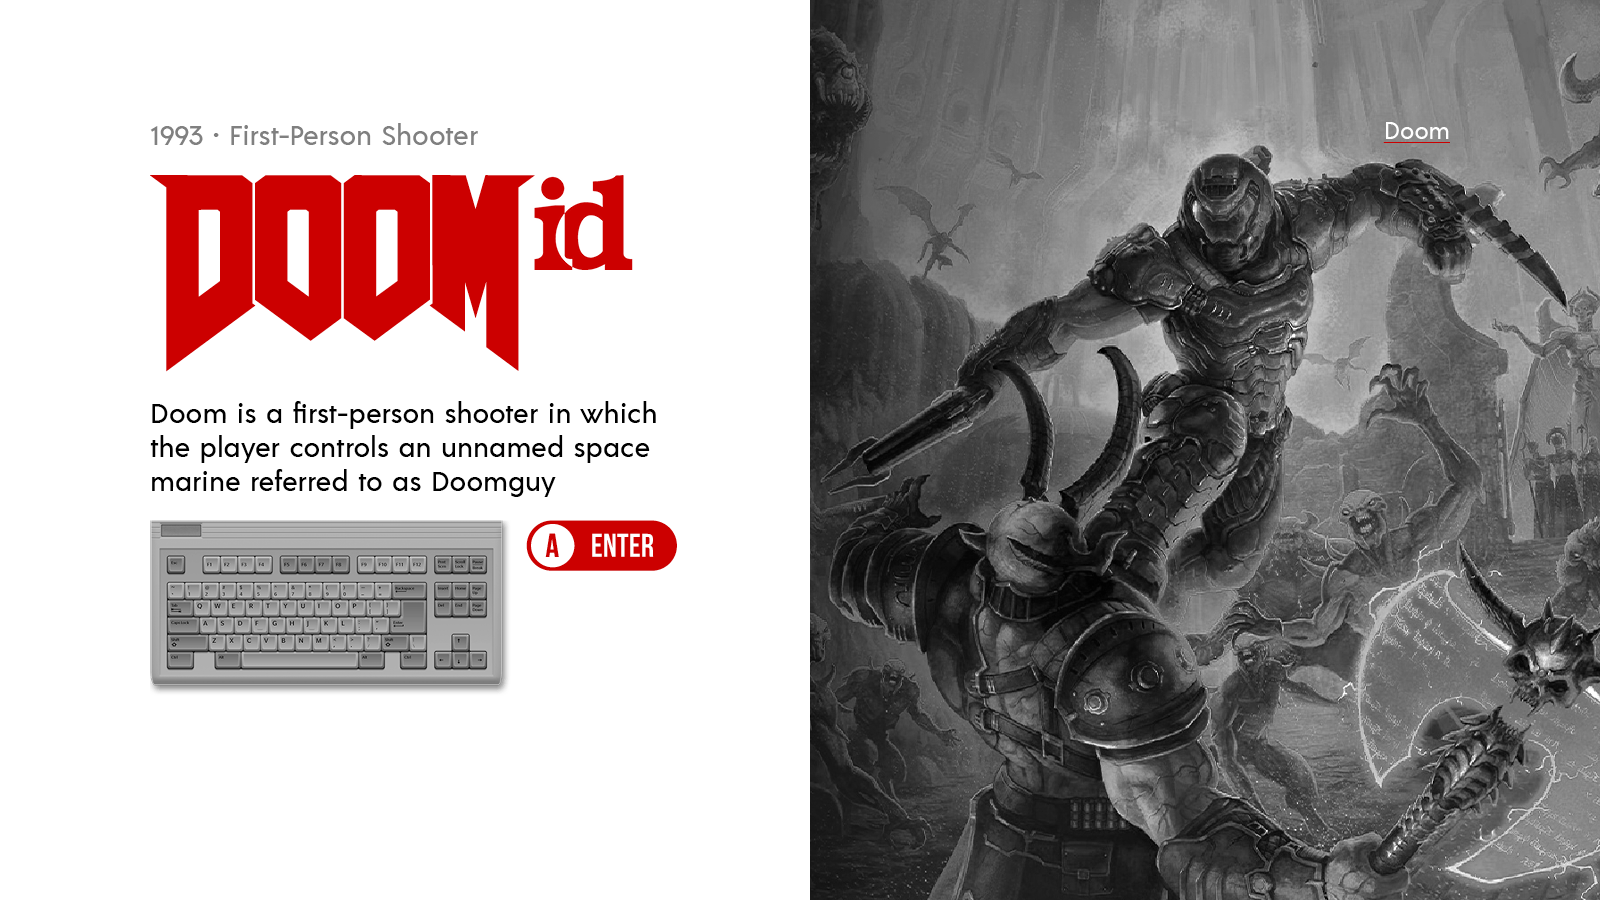 1993 · First-Person Shooter
DOOM id
Doom is a first-person shooter in which
the player controls an unnamed space
marine referred to as Doomguy
A ENTER
Doom
Q W E R T Y U I O P
A S D F G H J K L
Z X C V B N M